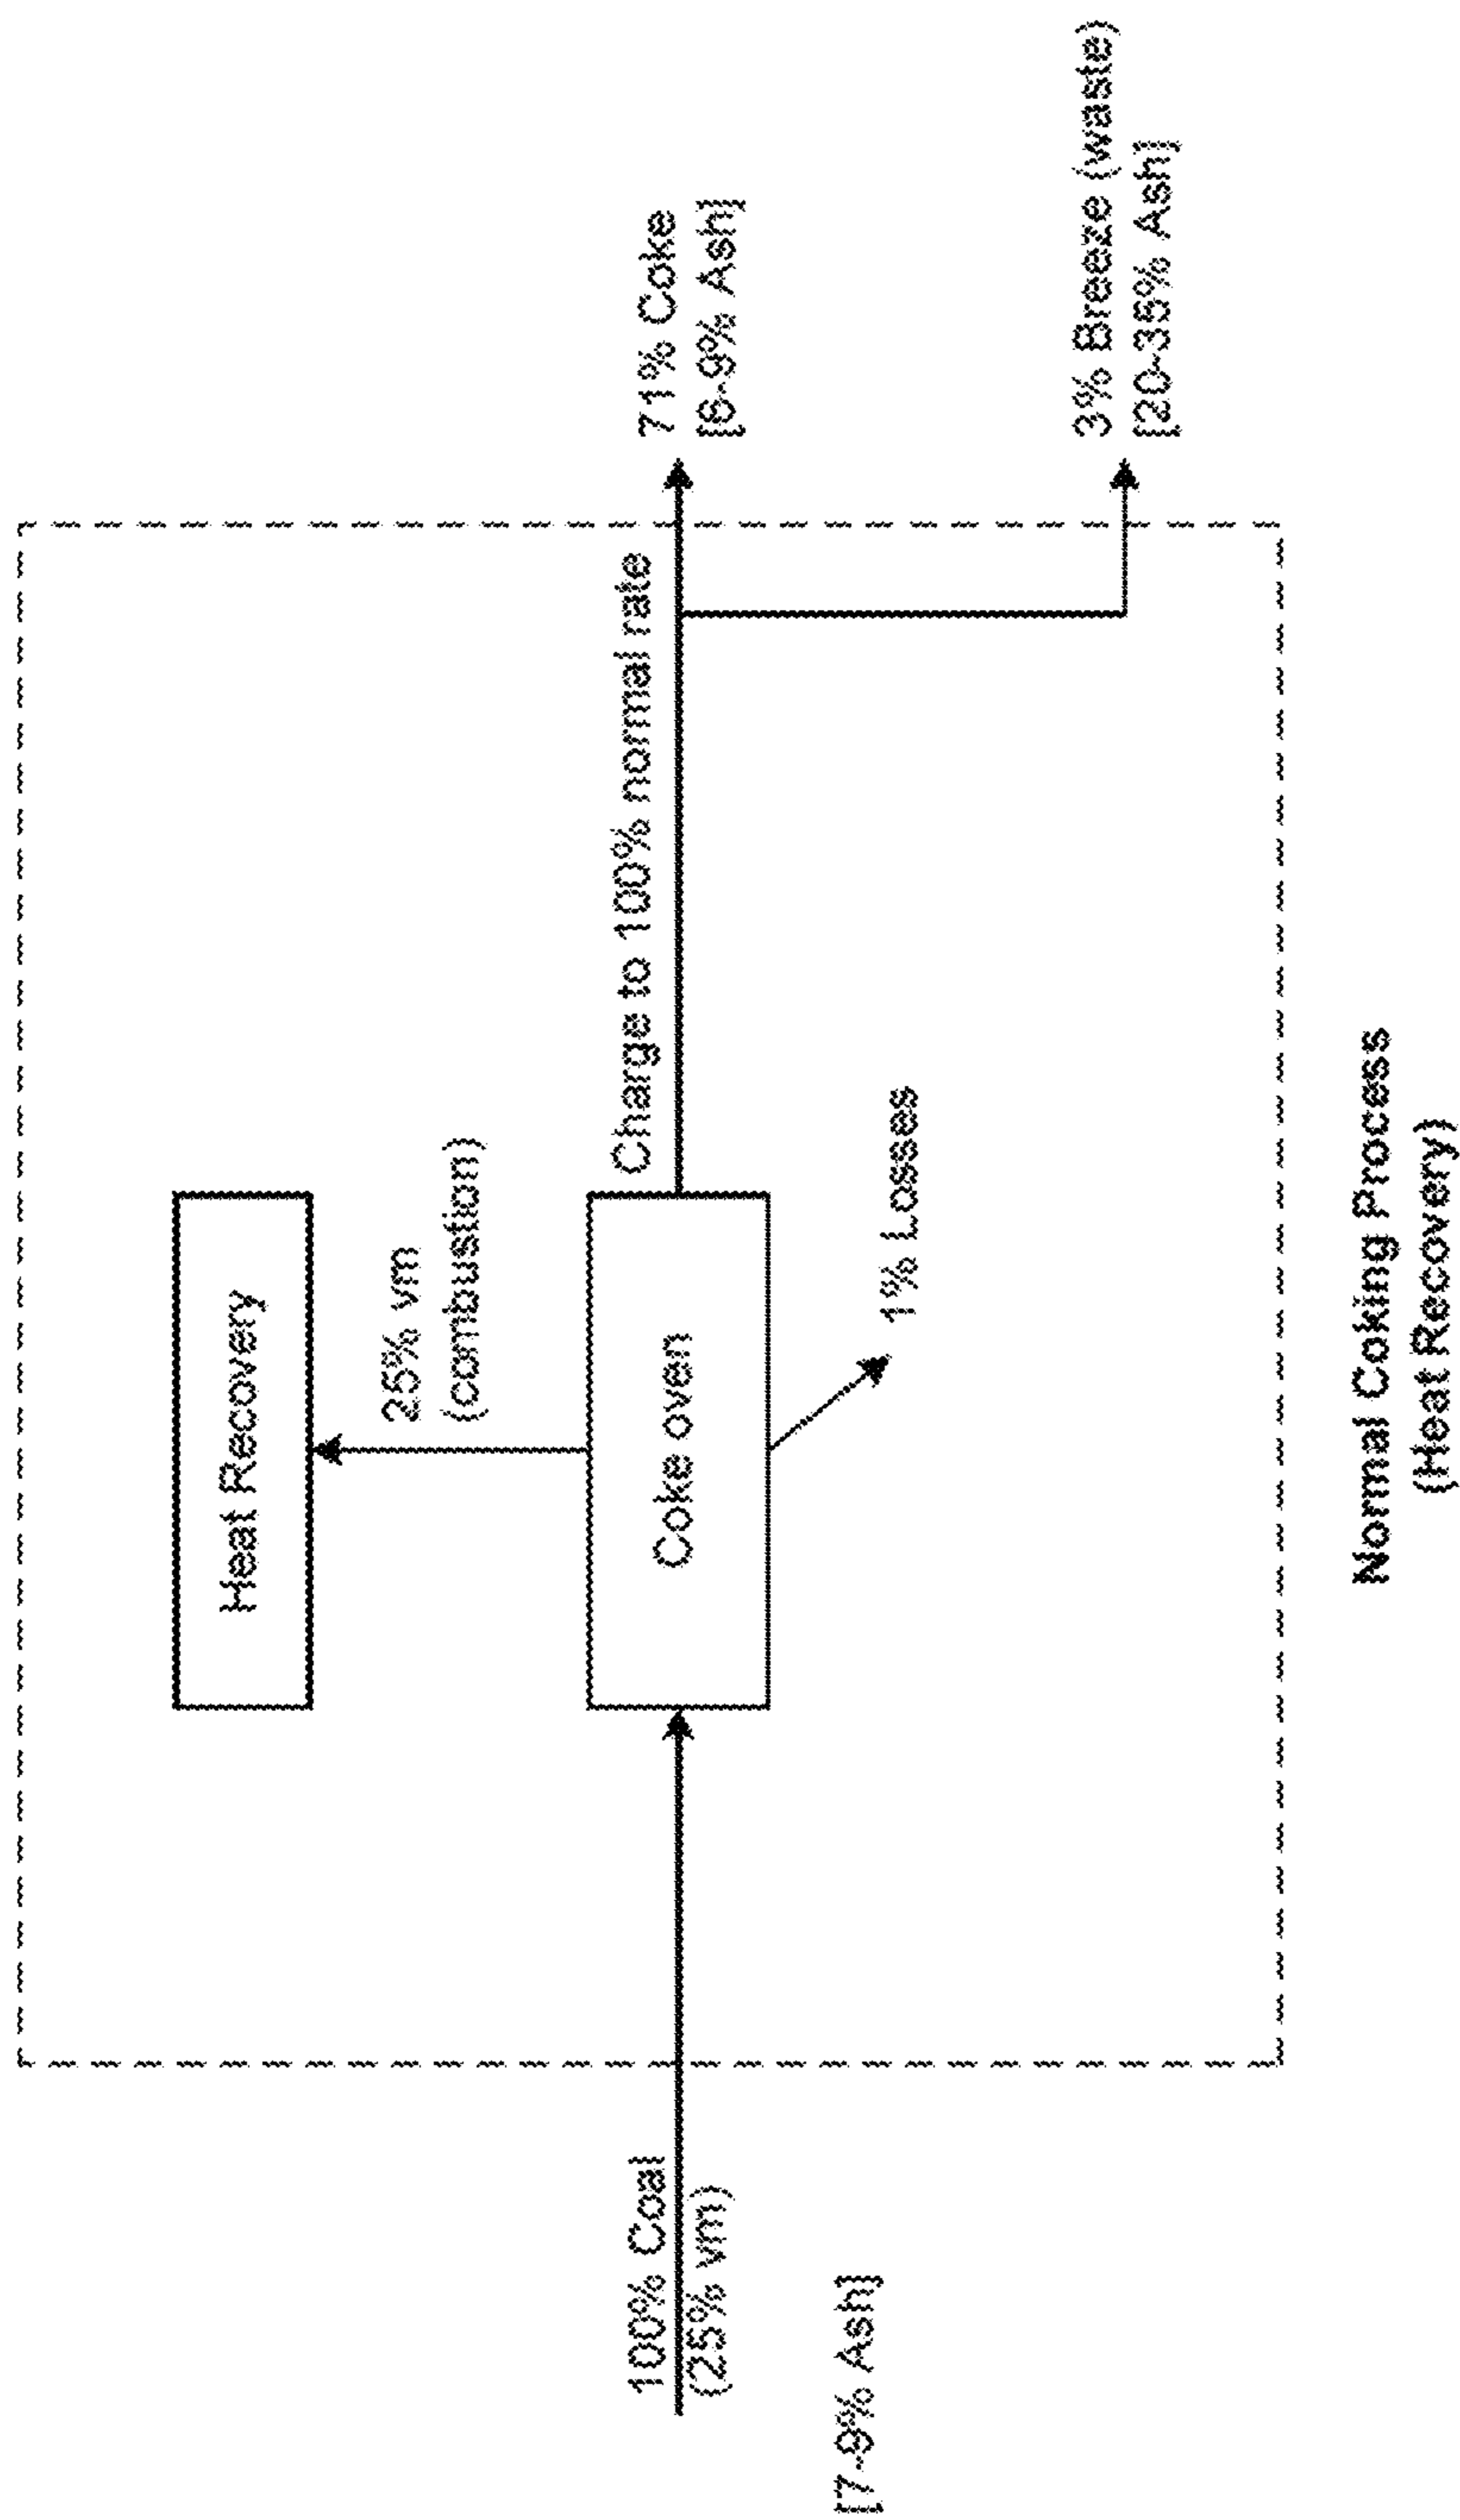 Heat Recovery
25% vm
(combustion)
100% Coal
(25% vm)
[7-9% Ash]
Coke oven
Charge to 100% normal rate
71% Coke
[6-9% Ash]
1% Losses
3% Breeze (waste)
[20-35% Ash]
Normal Coking Process
(Heat Recovery)